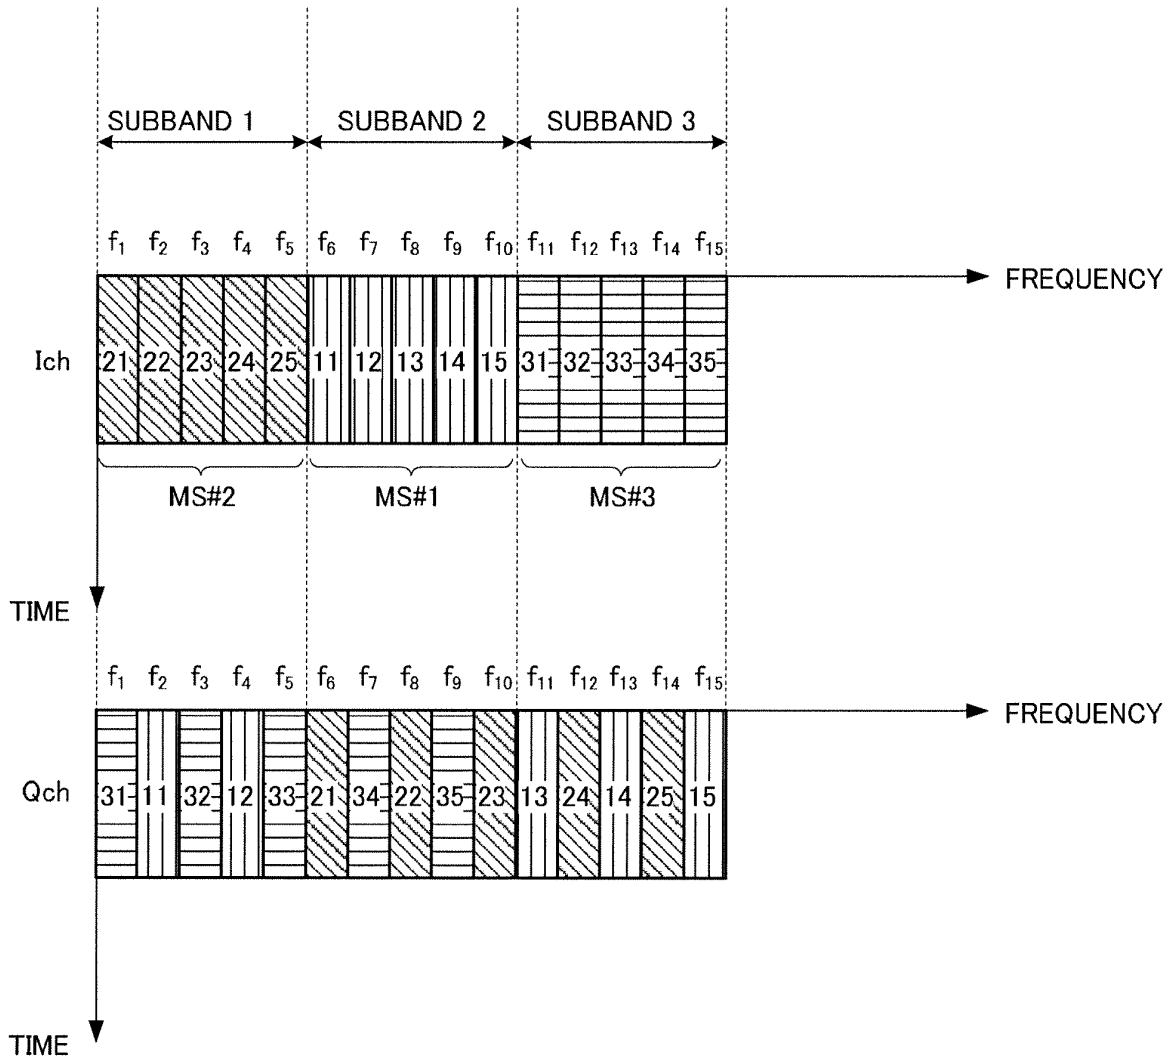 SUBBAND 1 SUBBAND 2 SUBBAND 3
f1 f2 f3 f4 f5 f6 f7 f8 f9 f10 f11 f12 f13 f14 f15
FREQUENCY
Ich 21 22 23 24 25 11 12 13 14 15 31 32 33 34 35
MS#2 MS#1 MS#3
TIME
f1 f2 f3 f4 f5 f6 f7 f8 f9 f10 f11 f12 f13 f14 f15
FREQUENCY
Qch 31 11 32 12 33 21 34 22 35 23 13 24 14 25 15
TIME